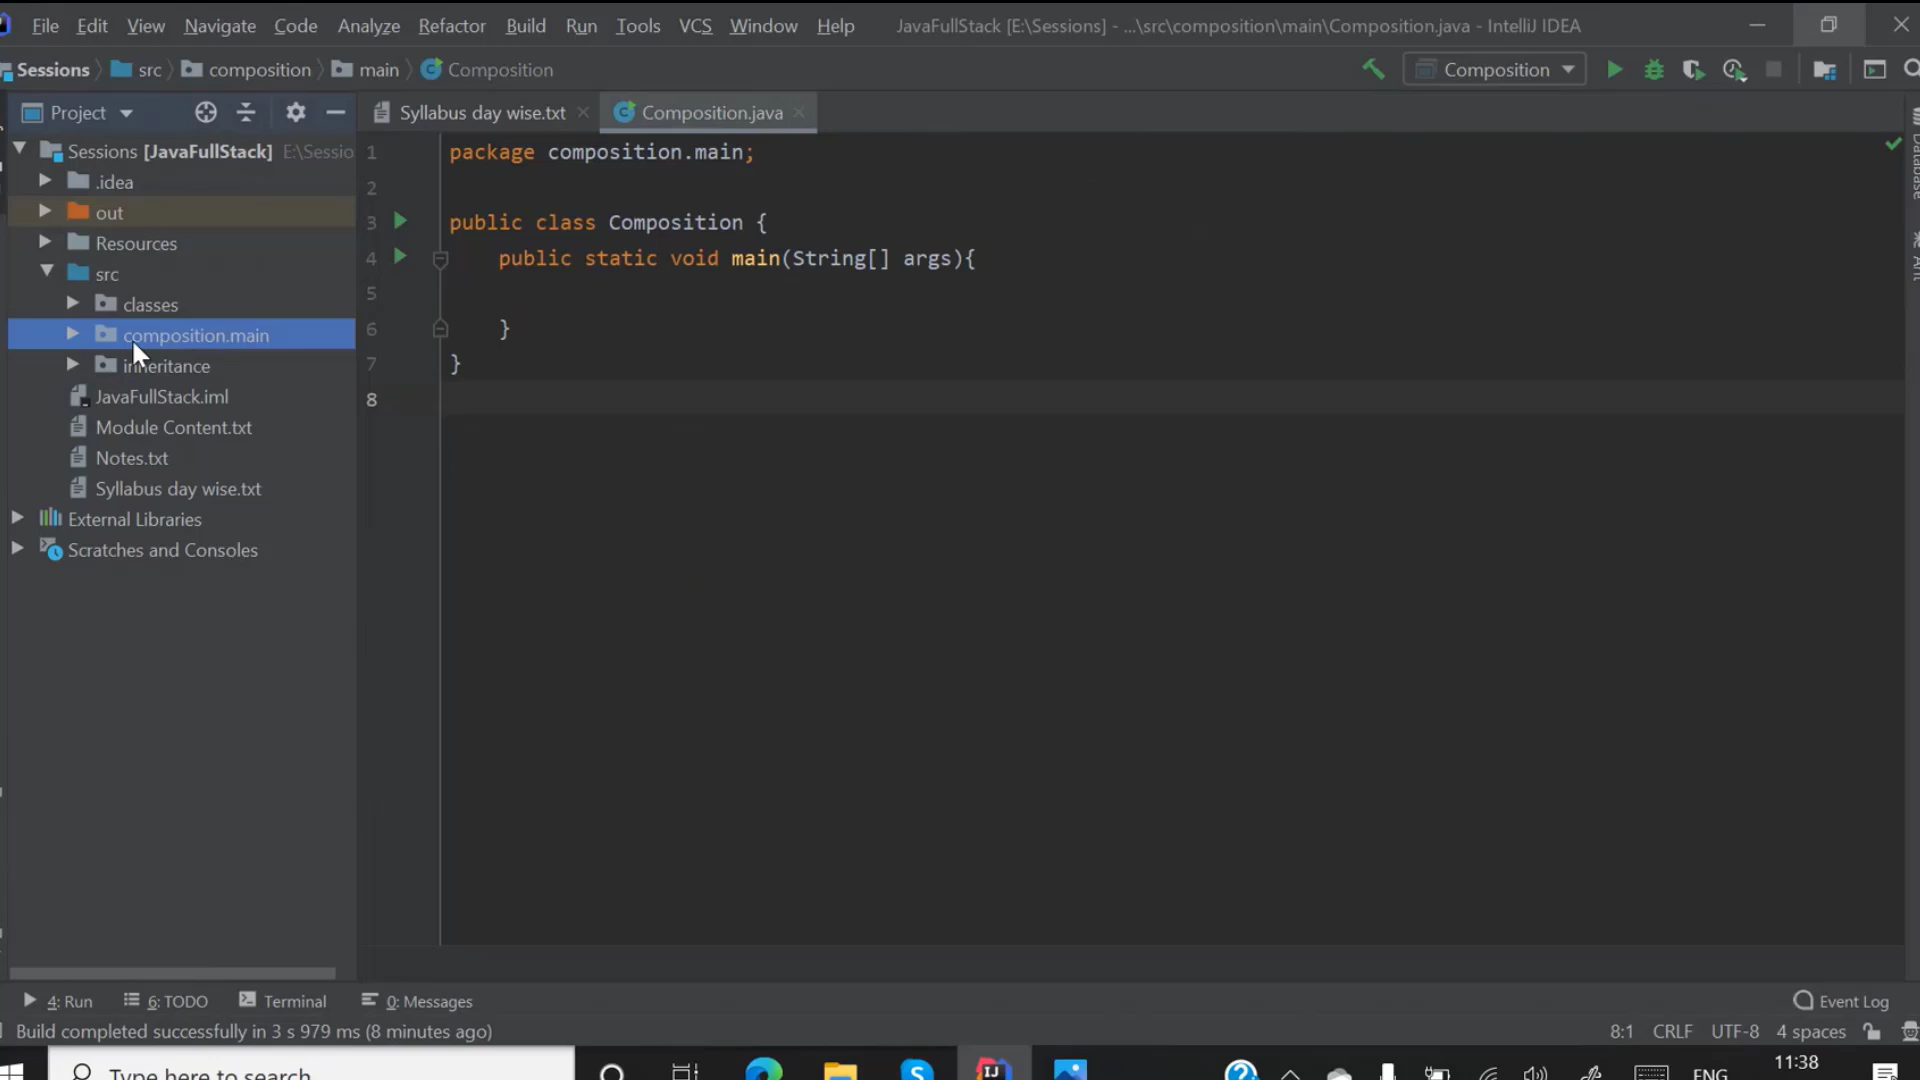 File Edit View Navigate Code Analyze Refactor Build Run Tools VCS Window Help JavaFullStack [E:\Sessions] - ...\src\composition\main\Composition.java - IntelliJ IDEA
Sessions src composition main Composition Composition
Project Syllabus day wise.txt Composition.java
Sessions [JavaFullStack] E:\Sessio
.idea
out
Resources
src
classes
composition.main
inheritance
JavaFullStack.iml
Module Content.txt
Notes.txt
Syllabus day wise.txt
External Libraries
Scratches and Consoles
1 package composition.main;
2
3 public class Composition {
4 public static void main(String[] args){
5
6 }
7 }
8
Database
4: Run 6: TODO Terminal 0: Messages Event Log
Build completed successfully in 3 s 979 ms (8 minutes ago) 8:1 CRLF UTF-8 4 spaces
Type here to search ENG 11:38